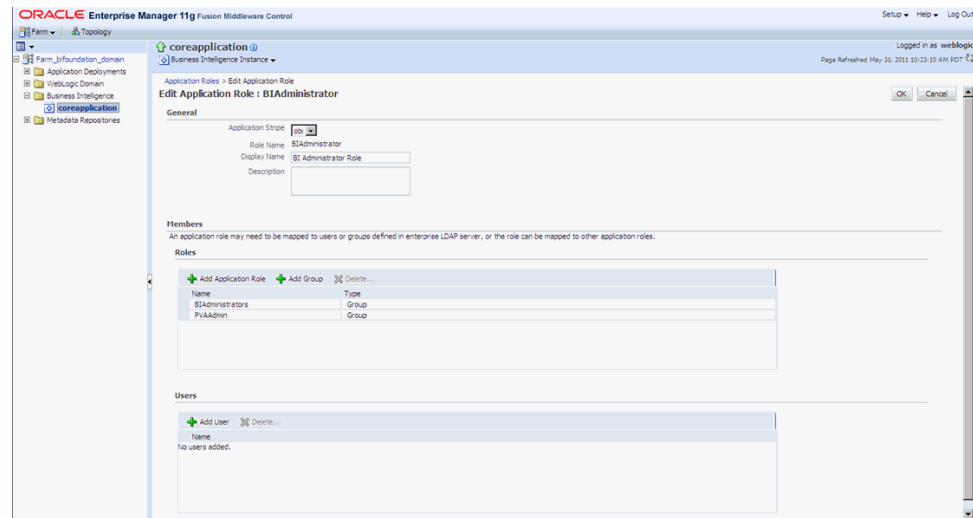 ORACLE Enterprise Manager 11g Fusion Middleware Control
Setup Help Log Out
Farm Topology
Farm_bifoundation_domain
Application Deployments
WebLogic Domain
Business Intelligence
coreapplication
Metadata Repositories
coreapplication
Business Intelligence Instance
Logged in as weblogic
Page Refreshed May 31, 2011 10:23:10 AM PDT
Application Roles > Edit Application Role
Edit Application Role : BIAdministrator
OK Cancel
General
Application Stripe obi
Role Name BIAdministrator
Display Name BI Administrator Role
Description
Members
An application role may need to be mapped to users or groups defined in enterprise LDAP server, or the role can be mapped to other application roles.
Roles
Add Application Role Add Group Delete...
Name Type
BIAdministrators Group
PVAAdmin Group
Users
Add User Delete...
Name
No users added.